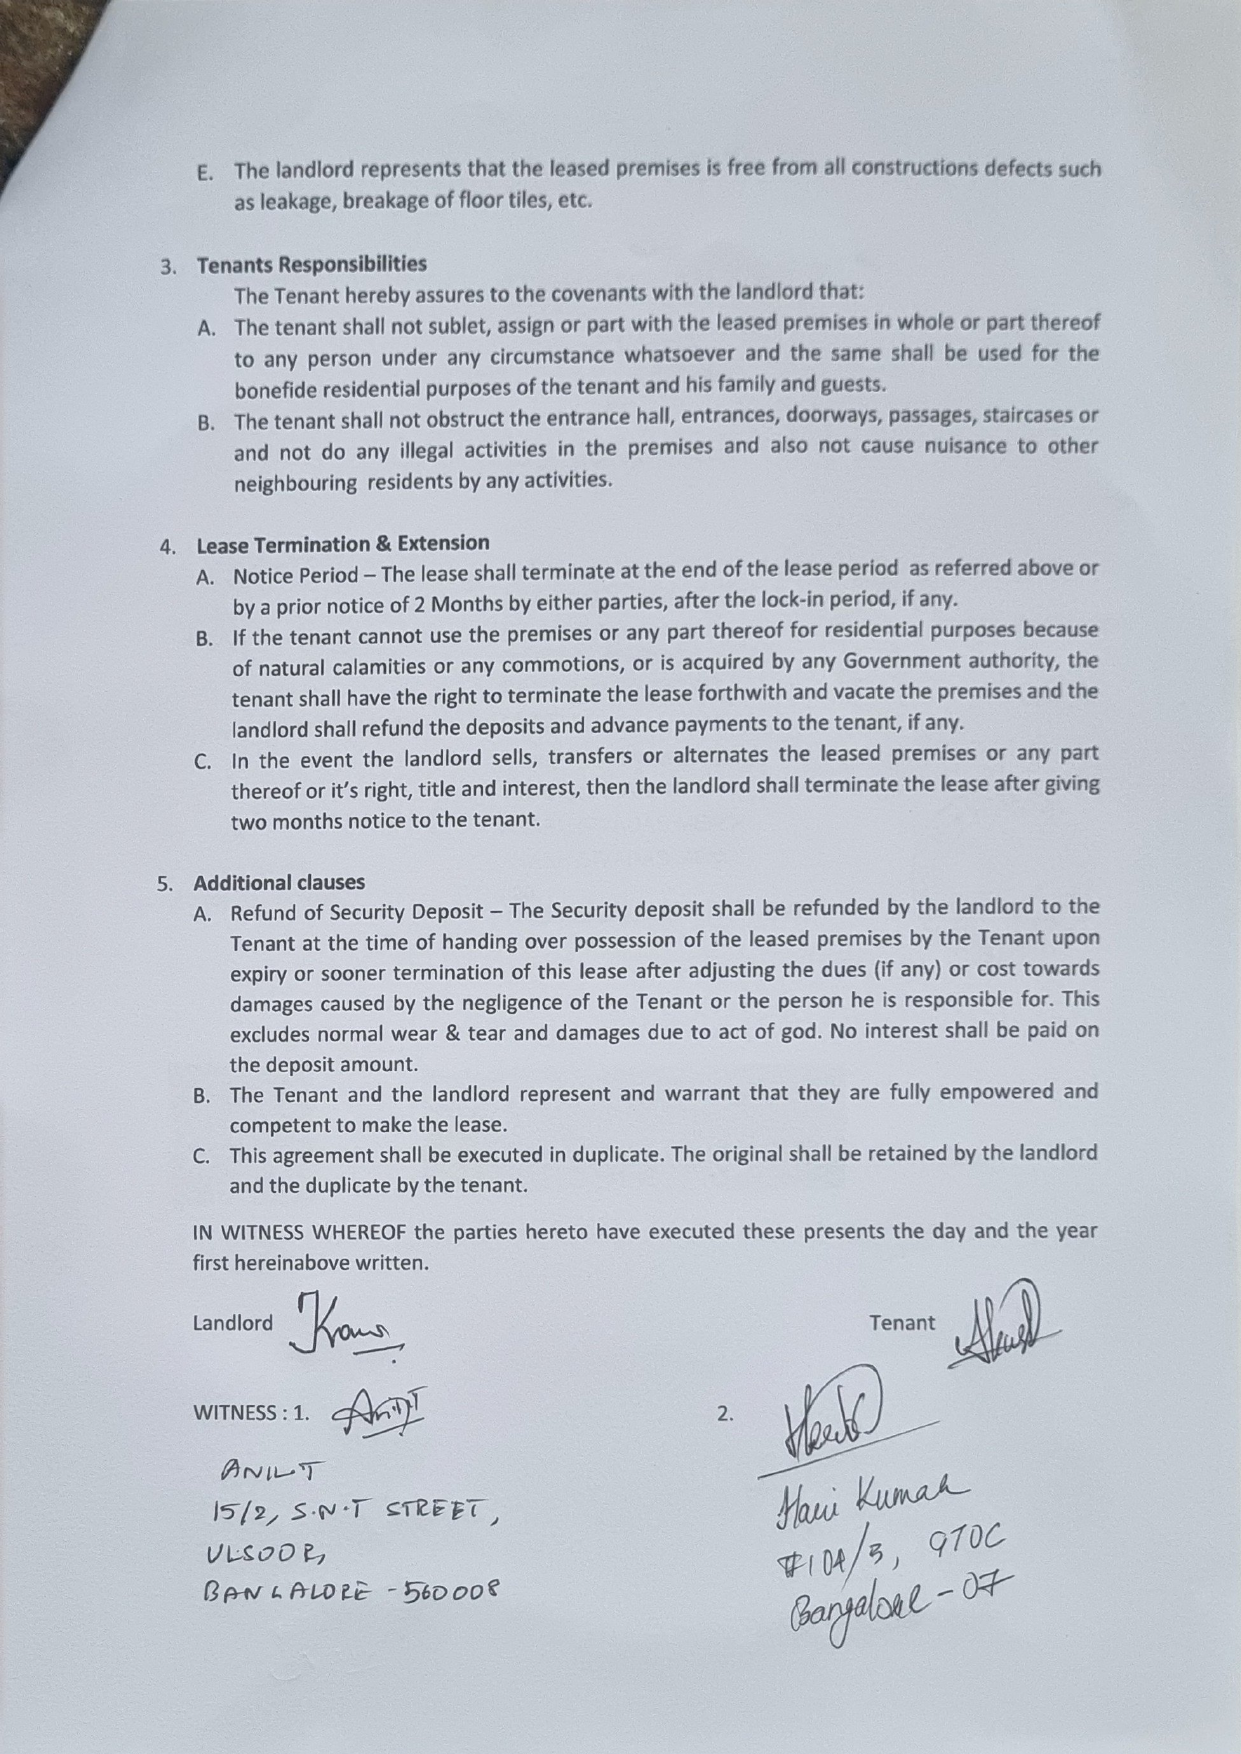 E. The landlord represents that the leased premises is free from all constructions defects such
as leakage, breakage of floor tiles, etc.
3. Tenants Responsibilities
The Tenant hereby assures to the covenants with the landlord that:
A. The tenant shall not sublet, assign or part with the leased premises in whole or part thereof
to any person under any circumstance whatsoever and the same shall be used for the
bonefide residential purposes of the tenant and his family and guests.
B. The tenant shall not obstruct the entrance hall, entrances, doorways, passages, staircases or
and not do any illegal activities in the premises and also not cause nuisance to other
neighbouring residents by any activities.
4. Lease Termination & Extension
A. Notice Period – The lease shall terminate at the end of the lease period as referred above or
by a prior notice of 2 Months by either parties, after the lock-in period, if any.
B. If the tenant cannot use the premises or any part thereof for residential purposes because
of natural calamities or any commotions, or is acquired by any Government authority, the
tenant shall have the right to terminate the lease forthwith and vacate the premises and the
landlord shall refund the deposits and advance payments to the tenant, if any.
C. In the event the landlord sells, transfers or alternates the leased premises or any part
thereof or it's right, title and interest, then the landlord shall terminate the lease after giving
two months notice to the tenant.
5. Additional clauses
A. Refund of Security Deposit – The Security deposit shall be refunded by the landlord to the
Tenant at the time of handing over possession of the leased premises by the Tenant upon
expiry or sooner termination of this lease after adjusting the dues (if any) or cost towards
damages caused by the negligence of the Tenant or the person he is responsible for. This
excludes normal wear & tear and damages due to act of god. No interest shall be paid on
the deposit amount.
B. The Tenant and the landlord represent and warrant that they are fully empowered and
competent to make the lease.
C. This agreement shall be executed in duplicate. The original shall be retained by the landlord
and the duplicate by the tenant.
IN WITNESS WHEREOF the parties hereto have executed these presents the day and the year
first hereinabove written.
Landlord
Tenant
WITNESS : 1.
ANIL T
15/2, S.N.T STREET,
ULSOOR,
BANGALORE - 560008
2.
Hari Kumar
#104/3, 9TOC
Bangalore - 07